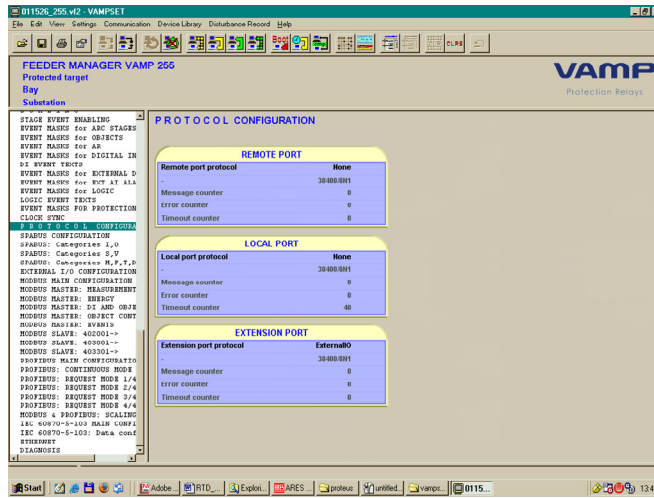 011526_255.vf2 - VAMPSET
File Edit View Settings Communication Device Library Disturbance Record Help
CLRE
FEEDER MANAGER VAMP 255
Protected target
Bay
Substation
VAMP
Protection Relays
STAGE EVENT ENABLING
EVENT MASKS for ARC STAGES
EVENT MASKS for OBJECTS
EVENT MASKS for AR
EVENT MASKS for DIGITAL IN
DI EVENT TEXTS
EVENT MASKS for EXTERNAL D
EVENT MASKS for EXT AI ALA
EVENT MASKS for LOGIC
LOGIC EVENT TEXTS
EVENT MASKS FOR PROTECTION
CLOCK SYNC
P R O T O C O L CONFIGURA
SPABUS CONFIGURATION
SPABUS: Categories I,O
SPABUS: Categories S,V
SPABUS: Categories M,F,T,D
EXTERNAL I/O CONFIGURATION
MODBUS MAIN CONFIGURATION
MODBUS MASTER: MEASUREMENT
MODBUS MASTER: ENERGY
MODBUS MASTER: DI AND OBJE
MODBUS MASTER: OBJECT CONT
MODBUS MASTER: EVENTS
MODBUS SLAVE: 402001->
MODBUS SLAVE: 403001->
MODBUS SLAVE: 403301->
PROFIBUS MAIN CONFIGURATIO
PROFIBUS: CONTINUOUS MODE
PROFIBUS: REQUEST MODE 1/4
PROFIBUS: REQUEST MODE 2/4
PROFIBUS: REQUEST MODE 3/4
PROFIBUS: REQUEST MODE 4/4
MODBUS & PROFIBUS: SCALING
IEC 60870-5-103 MAIN CONFI
IEC 60870-5-103: Data conf
ETHERNET
DIAGNOSIS
P R O T O C O L CONFIGURATION
REMOTE PORT
Remote port protocol None
- 38400/8N1
Message counter 0
Error counter 0
Timeout counter 0
LOCAL PORT
Local port protocol None
- 38400/8N1
Message counter 0
Error counter 0
Timeout counter 40
EXTENSION PORT
Extension port protocol ExternalIO
- 38400/8N1
Message counter 0
Error counter 0
Timeout counter 0
Start Adobe ... RTD_... Explori... ARES ... proteus untitled... vamps... 0115... 13:4